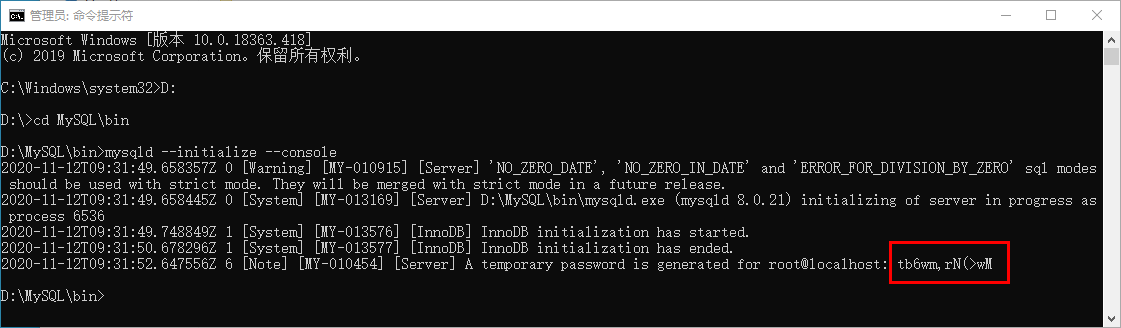 管理员: 命令提示符
Microsoft Windows [版本 10.0.18363.418]
(c) 2019 Microsoft Corporation。保留所有权利。
C:\Windows\system32>D:
D:\>cd MySQL\bin
D:\MySQL\bin>mysqld --initialize --console
2020-11-12T09:31:49.658357Z 0 [Warning] [MY-010915] [Server] 'NO_ZERO_DATE', 'NO_ZERO_IN_DATE' and 'ERROR_FOR_DIVISION_BY_ZERO' sql modes
should be used with strict mode. They will be merged with strict mode in a future release.
2020-11-12T09:31:49.658445Z 0 [System] [MY-013169] [Server] D:\MySQL\bin\mysqld.exe (mysqld 8.0.21) initializing of server in progress as
process 6536
2020-11-12T09:31:49.748849Z 1 [System] [MY-013576] [InnoDB] InnoDB initialization has started.
2020-11-12T09:31:50.678296Z 1 [System] [MY-013577] [InnoDB] InnoDB initialization has ended.
2020-11-12T09:31:52.647556Z 6 [Note] [MY-010454] [Server] A temporary password is generated for root@localhost: tb6wm,rN(>wM
D:\MySQL\bin>